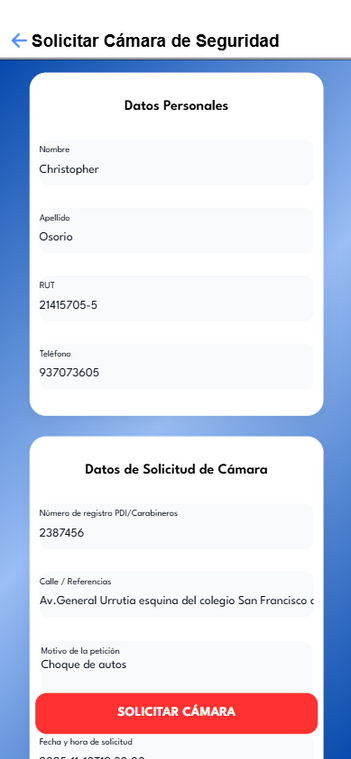 Solicitar Cámara de Seguridad
Datos Personales
Nombre
Christopher
Apellido
Osorio
RUT
21415705-5
Teléfono
937073605
Datos de Solicitud de Cámara
Número de registro PDI/Carabineros
2387456
Calle / Referencias
Av.General Urrutia esquina del colegio San Francisco
Motivo de la petición
Choque de autos
SOLICITAR CÁMARA
Fecha y hora de solicitud